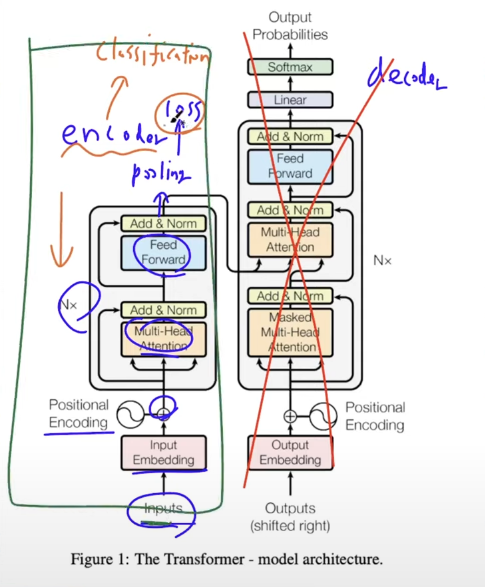 Output
Probabilities
Softmax
Linear
Add & Norm
Feed
Forward
Add & Norm
Multi-Head
Attention
Add & Norm
Masked
Multi-Head
Attention
Nx
Positional
Encoding
Output
Embedding
Outputs
(shifted right)
decoder
classification
loss
encoder
pooling
Add & Norm
Feed
Forward
Add & Norm
Multi-Head
Attention
Nx
Positional
Encoding
Input
Embedding
Inputs
Figure 1: The Transformer - model architecture.